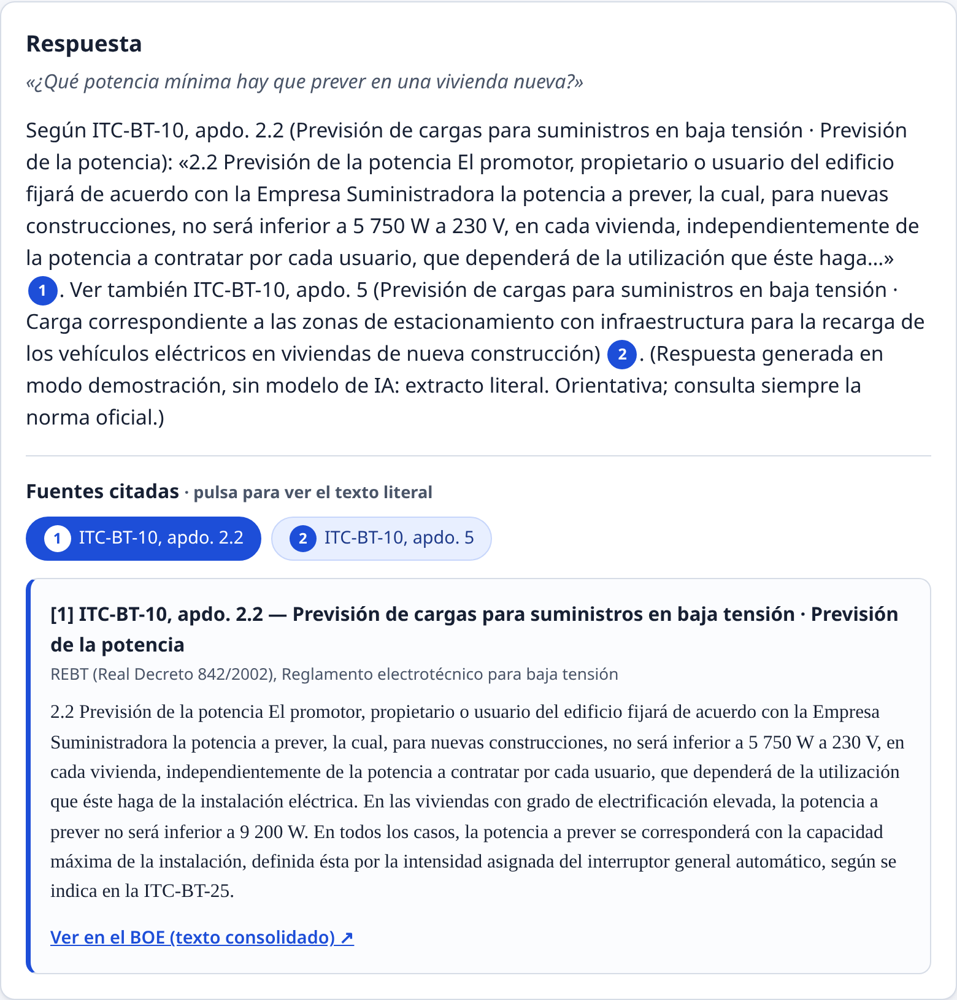 Respuesta
«¿Qué potencia mínima hay que prever en una vivienda nueva?»
Según ITC-BT-10, apdo. 2.2 (Previsión de cargas para suministros en baja tensión · Previsión
de la potencia): «2.2 Previsión de la potencia El promotor, propietario o usuario del edificio
fijará de acuerdo con la Empresa Suministradora la potencia a prever, la cual, para nuevas
construcciones, no será inferior a 5 750 W a 230 V, en cada vivienda, independientemente de
la potencia a contratar por cada usuario, que dependerá de la utilización que éste haga…»
1. Ver también ITC-BT-10, apdo. 5 (Previsión de cargas para suministros en baja tensión ·
Carga correspondiente a las zonas de estacionamiento con infraestructura para la recarga de
los vehículos eléctricos en viviendas de nueva construcción) 2. (Respuesta generada en
modo demostración, sin modelo de IA: extracto literal. Orientativa; consulta siempre la
norma oficial.)
Fuentes citadas · pulsa para ver el texto literal
1 ITC-BT-10, apdo. 2.2 2 ITC-BT-10, apdo. 5
[1] ITC-BT-10, apdo. 2.2 — Previsión de cargas para suministros en baja tensión · Previsión
de la potencia
REBT (Real Decreto 842/2002), Reglamento electrotécnico para baja tensión
2.2 Previsión de la potencia El promotor, propietario o usuario del edificio fijará de acuerdo con la Empresa
Suministradora la potencia a prever, la cual, para nuevas construcciones, no será inferior a 5 750 W a 230 V, en
cada vivienda, independientemente de la potencia a contratar por cada usuario, que dependerá de la utilización
que éste haga de la instalación eléctrica. En las viviendas con grado de electrificación elevada, la potencia a
prever no será inferior a 9 200 W. En todos los casos, la potencia a prever se corresponderá con la capacidad
máxima de la instalación, definida ésta por la intensidad asignada del interruptor general automático, según se
indica en la ITC-BT-25.
Ver en el BOE (texto consolidado) ↗